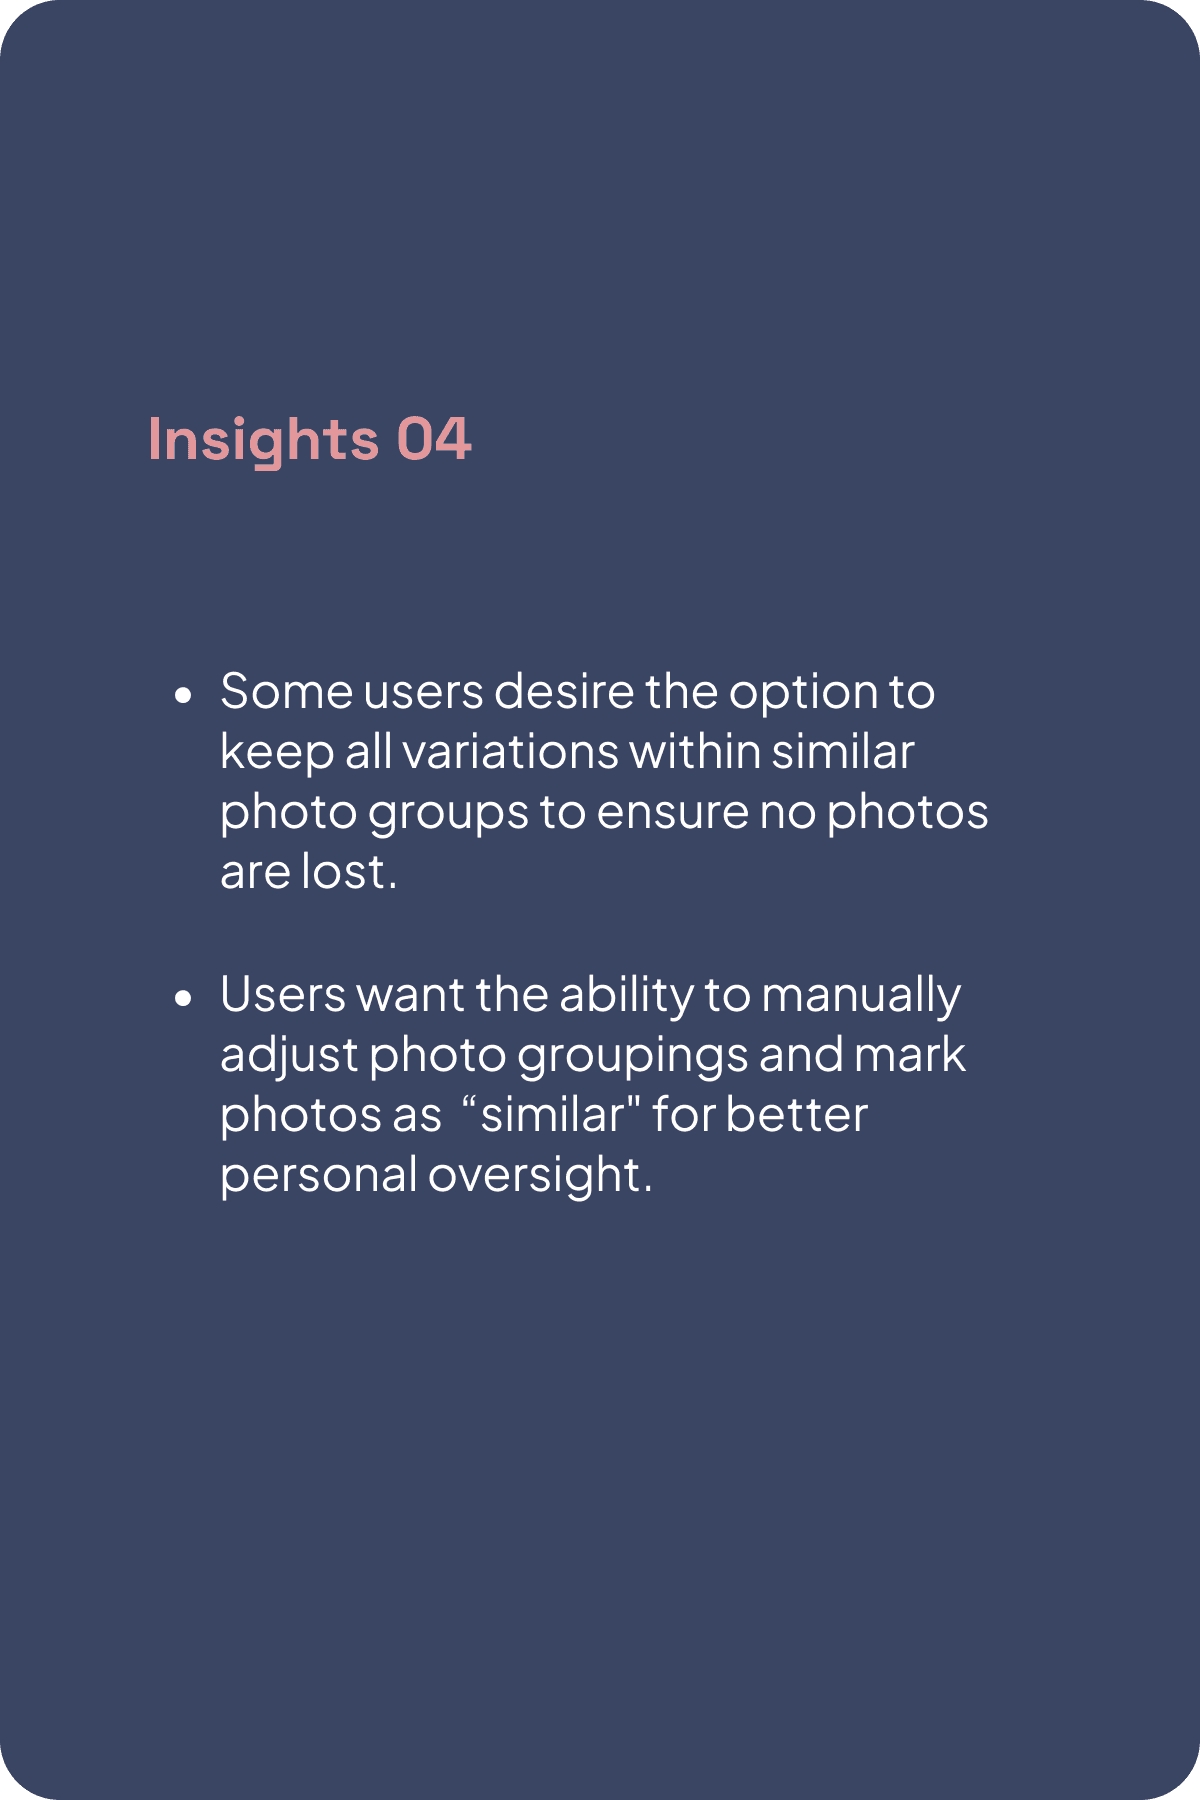 Insights 04
• Some users desire the option to
keep all variations within similar
photo groups to ensure no photos
are lost.
• Users want the ability to manually
adjust photo groupings and mark
photos as  “similar" for better
personal oversight.